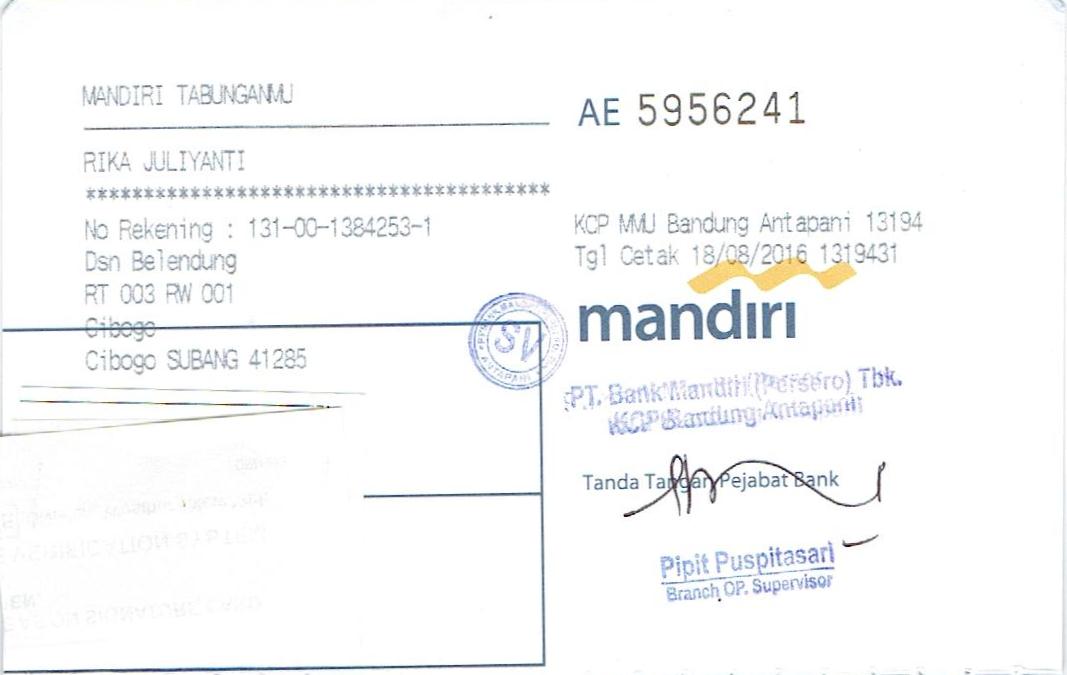 MANDIRI TABUNGANMU
AE 5956241
RIKA JULIYANTI
****************************************
No Rekening : 131-00-1384253-1
Dsn Belendung
RT 003 RW 001
Cibogo
Cibogo SUBANG 41285
KCP MMU Bandung Antapani 13194
Tgl Cetak 18/08/2016 1319431
mandiri
SV
PT. Bank Mandiri (Persero) Tbk.
KCP Bandung Antapani
Tanda Tangan Pejabat Bank
Pipit Puspitasari
Branch OP. Supervisor